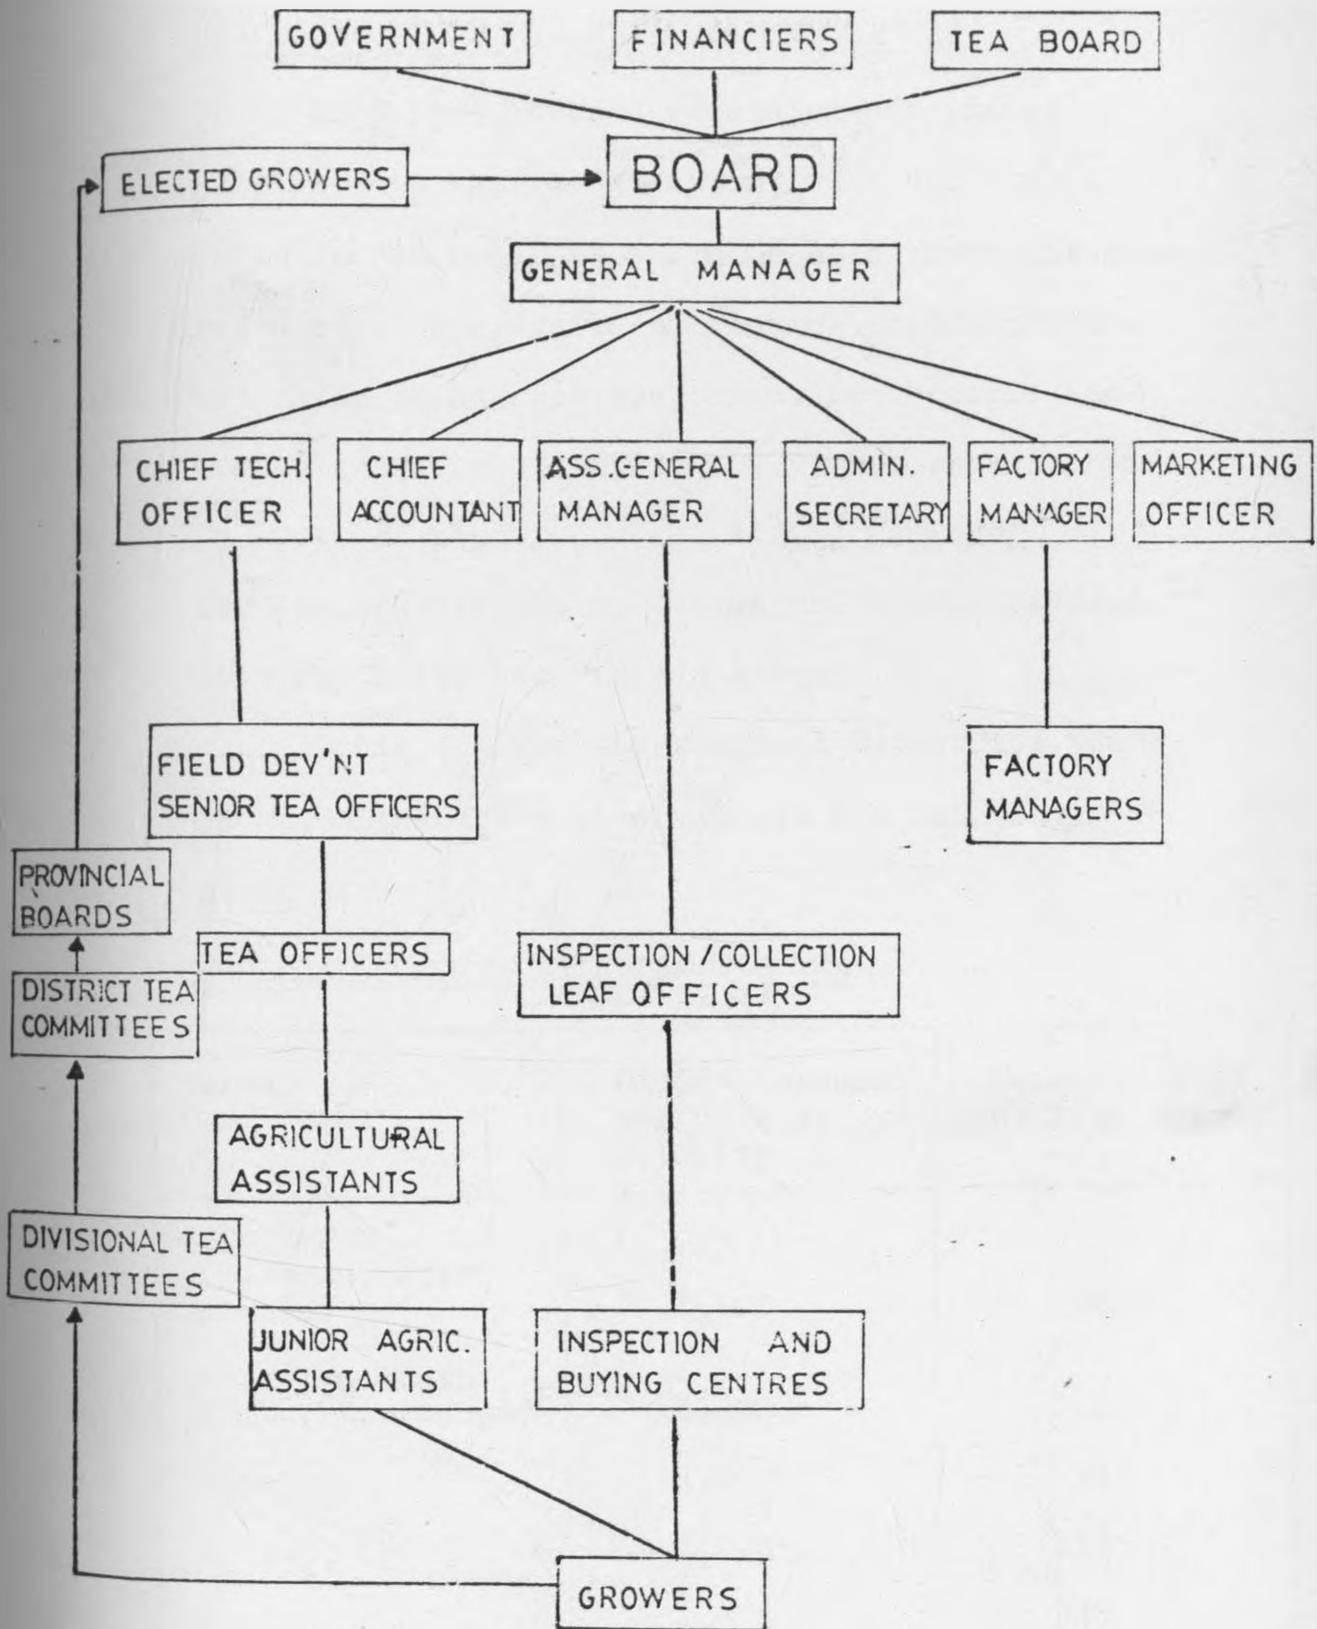 GOVERNMENT
FINANCIERS
TEA BOARD
ELECTED GROWERS
BOARD
GENERAL MANAGER
CHIEF TECH.
OFFICER
CHIEF
ACCOUNTANT
ASS.GENERAL
MANAGER
ADMIN.
SECRETARY
FACTORY
MANAGER
MARKETING
OFFICER
FIELD DEV'NT
SENIOR TEA OFFICERS
FACTORY
MANAGERS
PROVINCIAL
BOARDS
TEA OFFICERS
INSPECTION / COLLECTION
LEAF OFFICERS
DISTRICT TEA
COMMITTEES
AGRICULTURAL
ASSISTANTS
DIVISIONAL TEA
COMMITTEES
JUNIOR AGRIC.
ASSISTANTS
INSPECTION AND
BUYING CENTRES
GROWERS